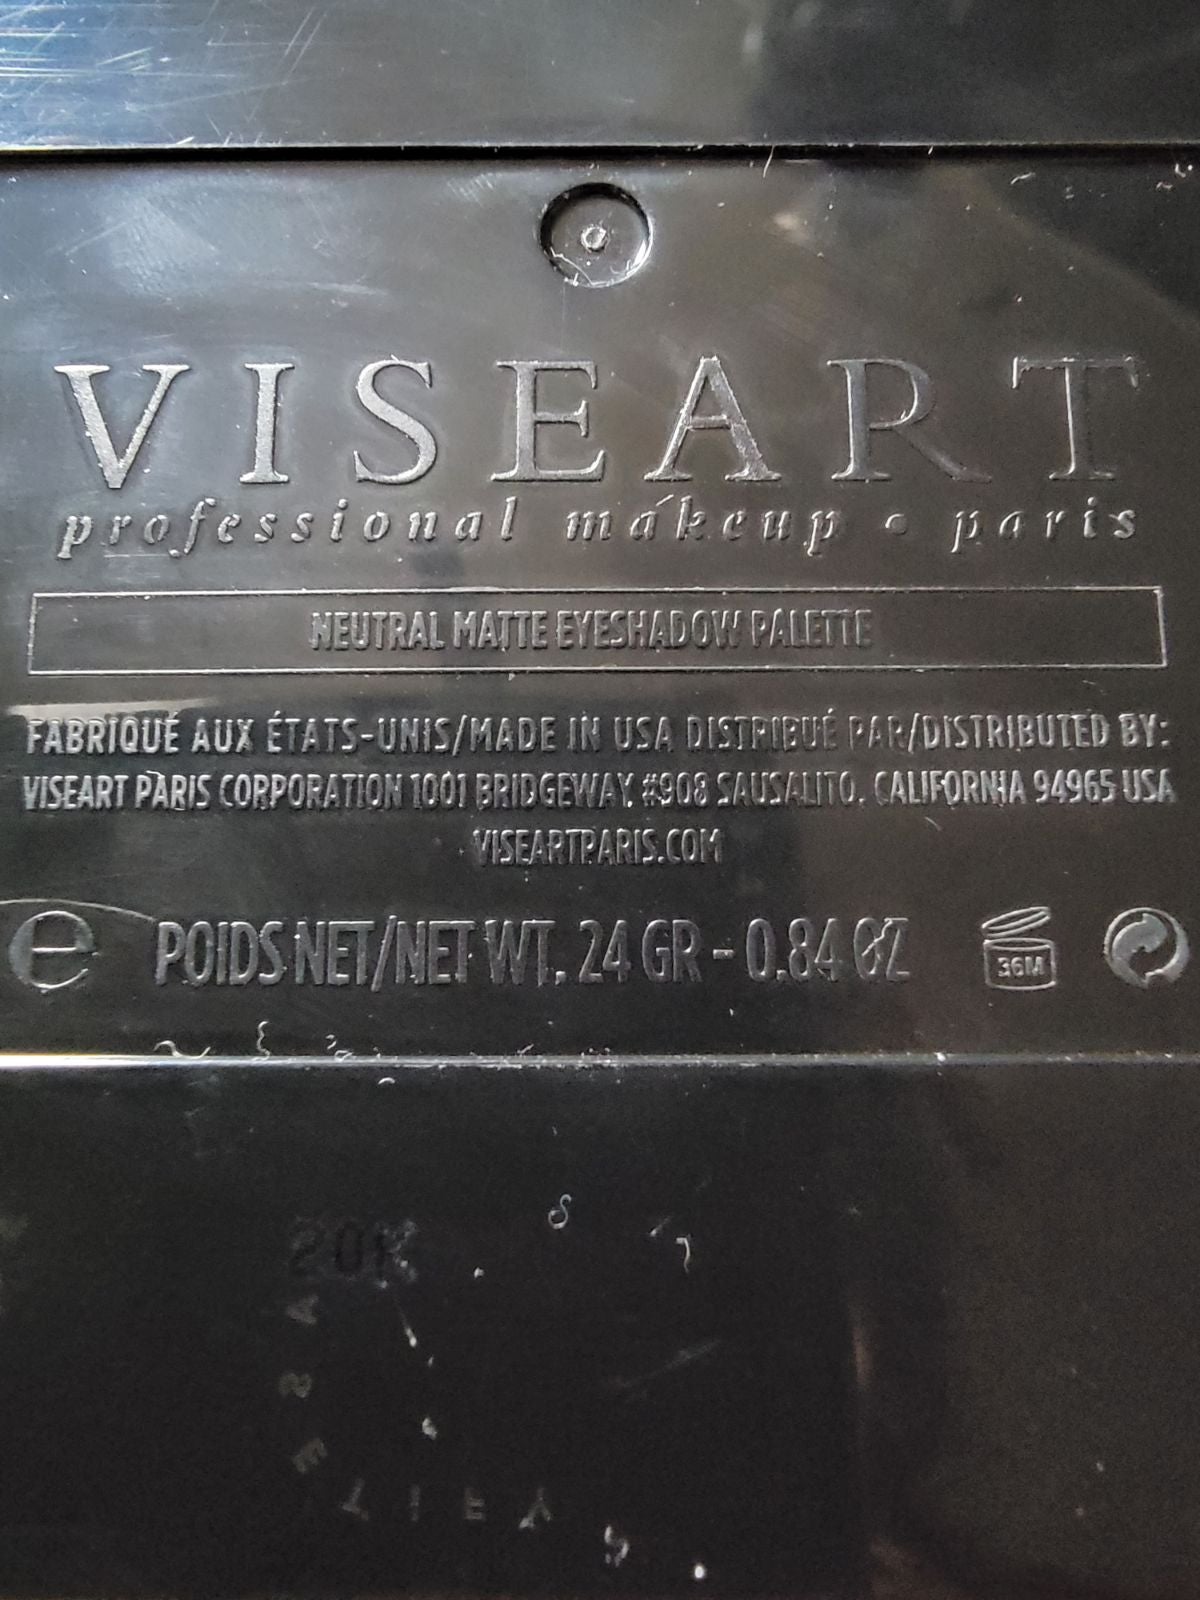 VISEART
professional makeup • paris
NEUTRAL MATTE EYESHADOW PALETTE
FABRIQUÉ AUX ÉTATS-UNIS/MADE IN USA DISTRIBUÉ PAR/DISTRIBUTED BY:
VISEART PARIS CORPORATION 1001 BRIDGEWAY, #908 SAUSALITO, CALIFORNIA 94965 USA
VISEARTPARIS.COM
e POIDS NET/NET WT. 24 GR - 0.84 OZ 36M